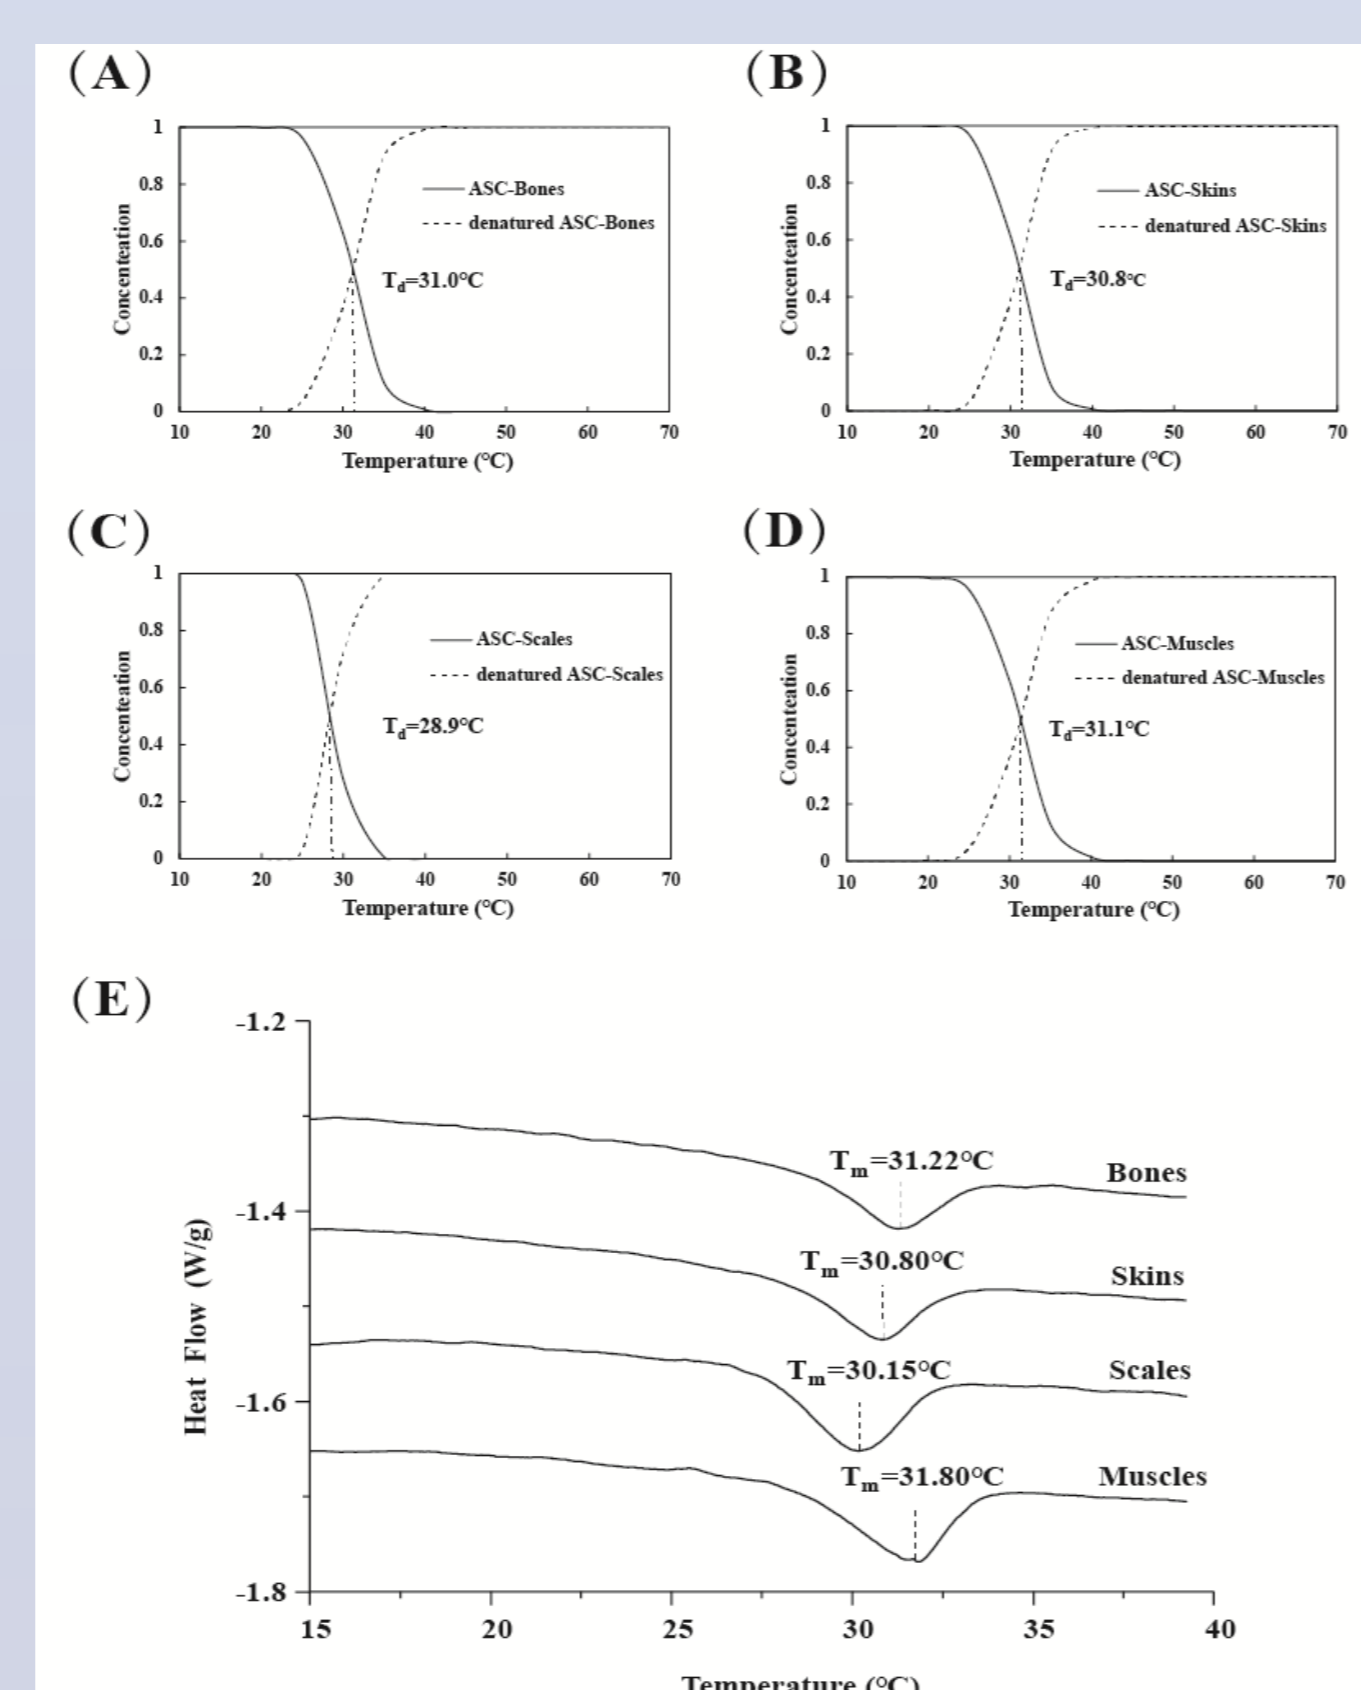 (A)
1
0.8
0.6
0.4
0.2
0
Concenteation
ASC-Bones
denatured ASC-Bones
Td=31.0°C
10 20 30 40 50 60 70
Temperature (°C)
(B)
1
0.8
0.6
0.4
0.2
0
Concenteation
ASC-Skins
denatured ASC-Skins
Td=30.8°C
10 20 30 40 50 60 70
Temperature (°C)
(C)
1
0.8
0.6
0.4
0.2
0
Concenteation
ASC-Scales
denatured ASC-Scales
Td=28.9°C
10 20 30 40 50 60 70
Temperature (°C)
(D)
1
0.8
0.6
0.4
0.2
0
Concenteation
ASC-Muscles
denatured ASC-Muscles
Td=31.1°C
10 20 30 40 50 60 70
Temperature (°C)
(E)
-1.2
-1.4
-1.6
-1.8
Heat Flow (W/g)
Tm=31.22°C
Bones
Tm=30.80°C
Skins
Tm=30.15°C
Scales
Tm=31.80°C
Muscles
15 20 25 30 35 40
Temperature (°C)